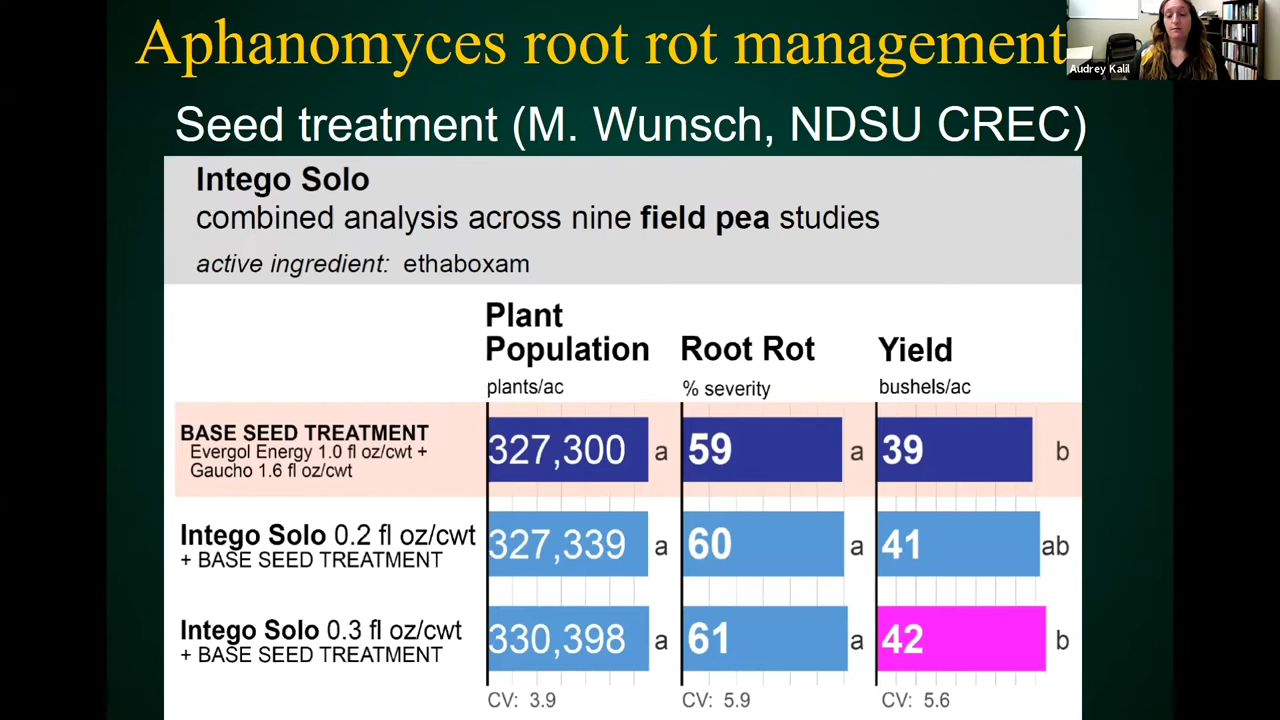 Aphanomyces root rot management
Audrey Kalil
Seed treatment (M. Wunsch, NDSU CREC)
Intego Solo
combined analysis across nine field pea studies
active ingredient: ethaboxam
Plant Population
Root Rot
Yield
plants/ac
% severity
bushels/ac
BASE SEED TREATMENT
Evergol Energy 1.0 fl oz/cwt +
Gaucho 1.6 fl oz/cwt
327,300 a 59 a 39 b
Intego Solo 0.2 fl oz/cwt
+ BASE SEED TREATMENT
327,339 a 60 a 41 ab
Intego Solo 0.3 fl oz/cwt
+ BASE SEED TREATMENT
330,398 a 61 a 42 b
CV: 3.9 CV: 5.9 CV: 5.6